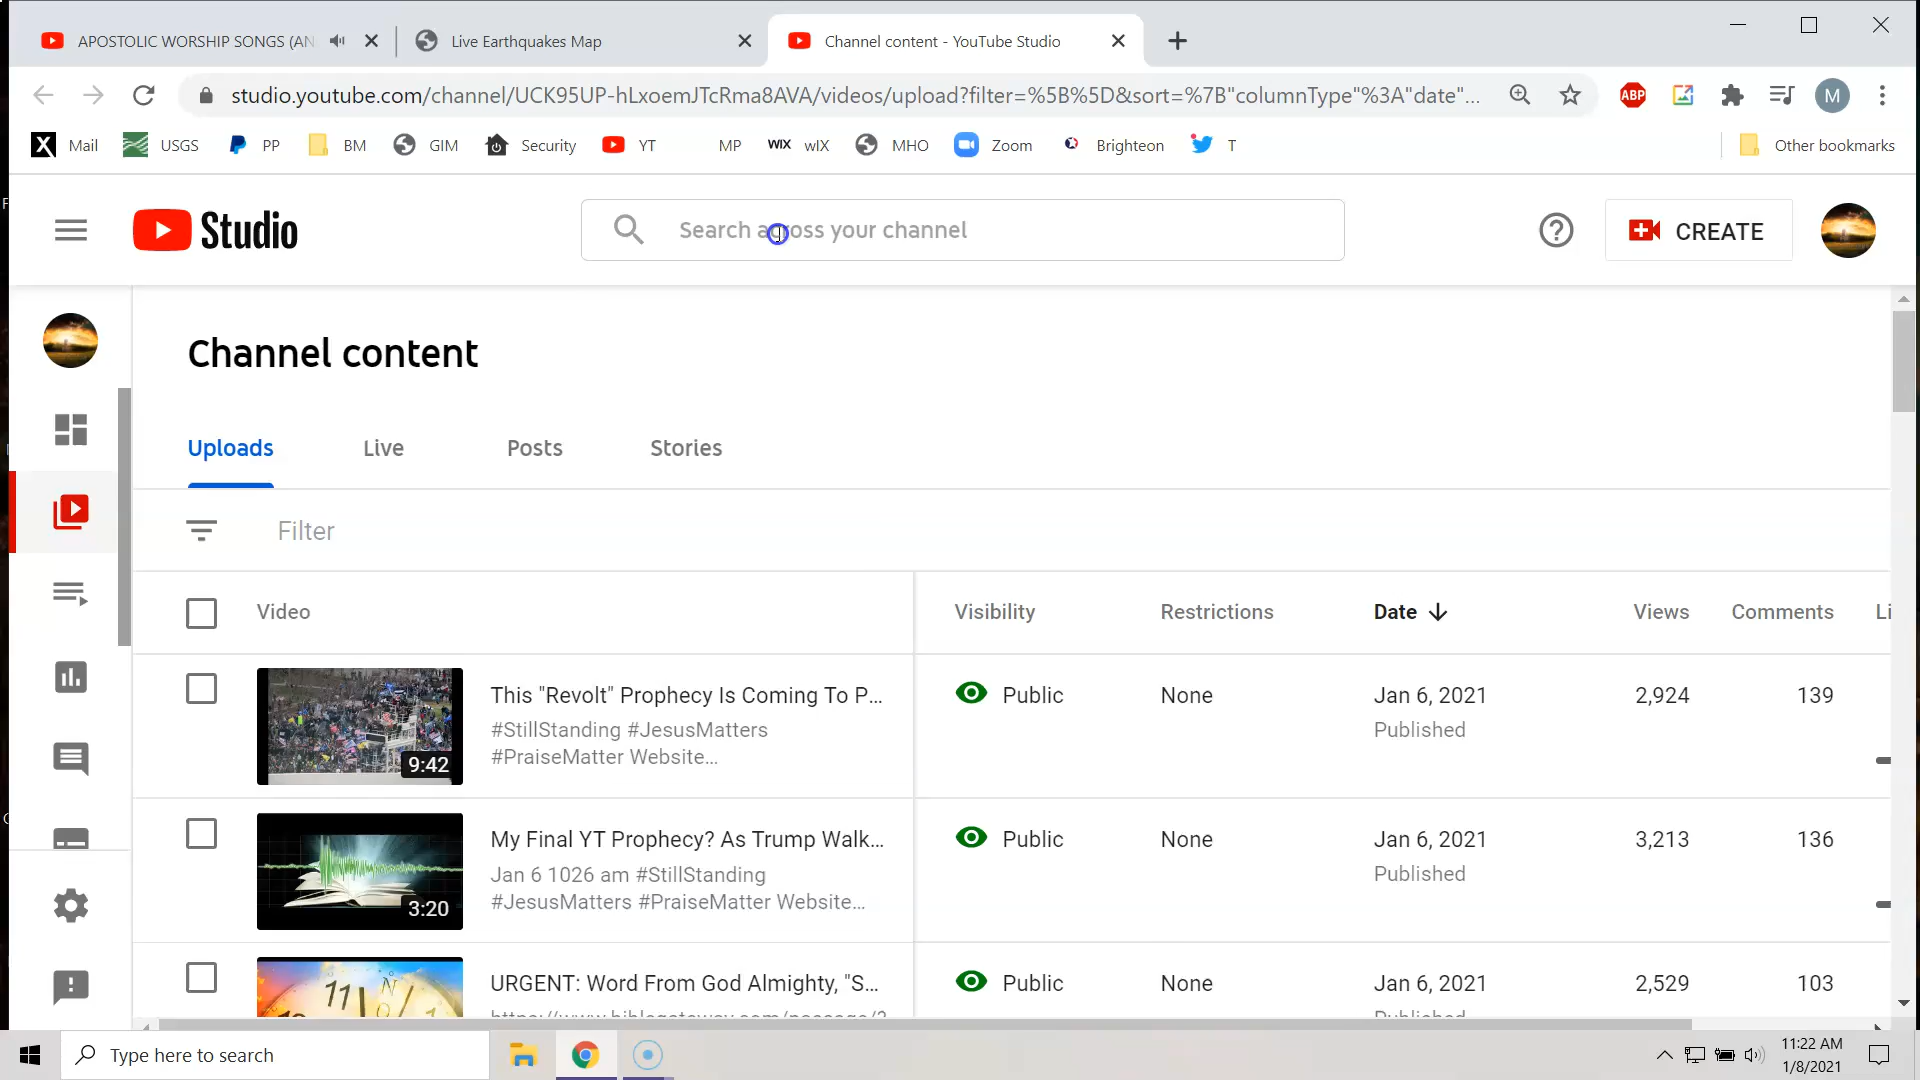 APOSTOLIC WORSHIP SONGS (AN
Live Earthquakes Map
Channel content - YouTube Studio
studio.youtube.com/channel/UCK95UP-hLxoemJTcRma8AVA/videos/upload?filter=%5B%5D&sort=%7B"columnType"%3A"date"...
ABP
M
X Mail
USGS
PP
BM
GIM
Security
YT
MP
WIX wIX
MHO
Zoom
Brighteon
T
Other bookmarks
Studio
Search across your channel
CREATE
Channel content
Uploads
Live
Posts
Stories
Filter
Video
Visibility
Restrictions
Date
Views
Comments
Li
This "Revolt" Prophecy Is Coming To P...
#StillStanding #JesusMatters
#PraiseMatter Website...
9:42
Public
None
Jan 6, 2021
Published
2,924
139
My Final YT Prophecy? As Trump Walk...
Jan 6 1026 am #StillStanding
#JesusMatters #PraiseMatter Website...
3:20
Public
None
Jan 6, 2021
Published
3,213
136
URGENT: Word From God Almighty, "S...
11
N
Public
None
Jan 6, 2021
Published
2,529
103
Type here to search
11:22 AM
1/8/2021